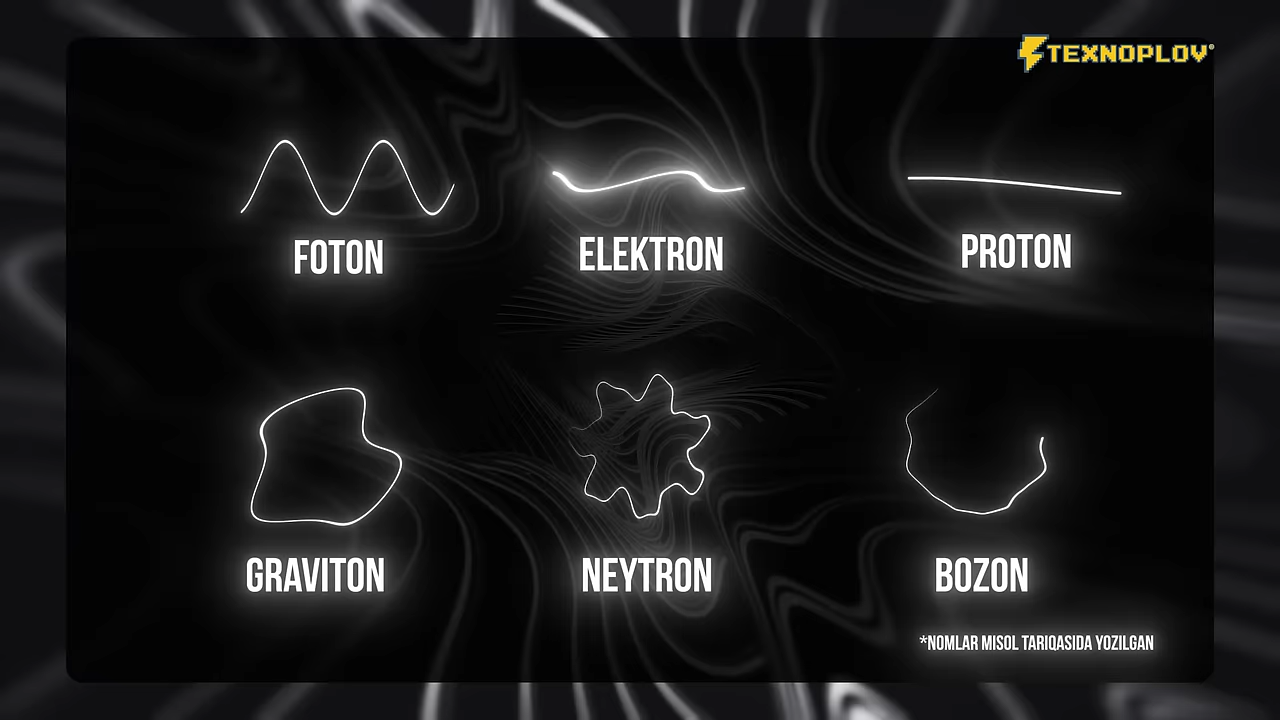 TEXNOPLOV
FOTON
ELEKTRON
PROTON
GRAVITON
NEYTRON
BOZON
*NOMLAR MISOL TARIQASIDA YOZILGAN